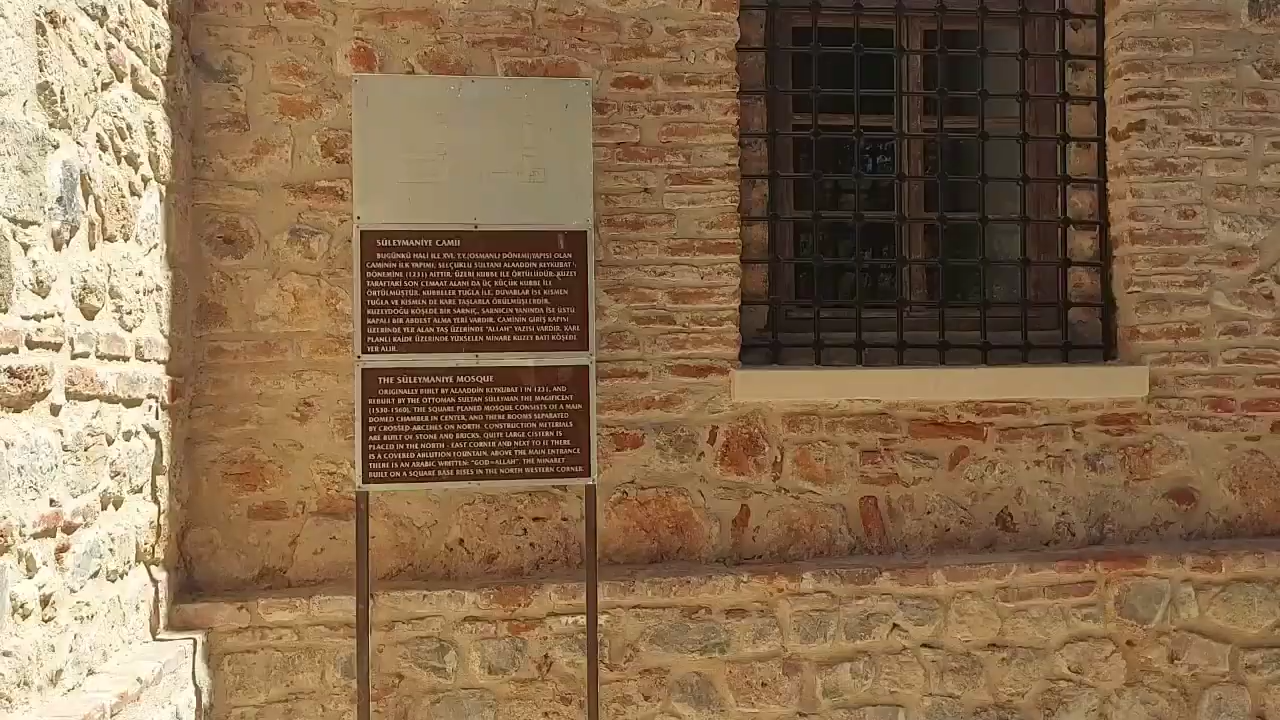 SÜLEYMANİYE CAMİİ
BUGÜNKÜ HALİ İLE XVI. Y.Y.(OSMANLI DÖNEMİ)YAPISI OLAN
CAMİNİN İLK YAPIMI, SELÇUKLU SULTANI ALAADDİN KEYKUBAT I.
DÖNEMİNE (1231) AİTTİR. ÜZERİ KUBBE İLE ÖRTÜLÜDÜR. KUZEY
TARAFTAKİ SON CEMAAT ALANI DA ÜÇ KÜÇÜK KUBBE İLE
ÖRTÜLMÜŞTÜR. KUBBELER TUĞLA İLE, DUVARLAR İSE KISMEN
TUĞLA VE KISMEN DE KARE TAŞLARLA ÖRÜLMÜŞLERDİR.
KUZEYDOĞU KÖŞEDE BİR SARNIÇ, SARNICIN YANINDA İSE ÜSTÜ
KAPALI BİR ABDEST ALMA YERİ VARDIR. CAMİNİN GİRİŞ KAPISI
ÜZERİNDE YER ALAN TAŞ ÜZERİNDE "ALLAH" YAZISI VARDIR. KARE
PLANLI KAİDE ÜZERİNDE YÜKSELEN MİNARE KUZEY BATI KÖŞEDE
YER ALIR.
THE SÜLEYMANIYE MOSQUE
ORIGINALLY BUILT BY ALAADDİN KEYKUBAT I IN 1231, AND
REBUILT BY THE OTTOMAN SULTAN SÜLEYMAN THE MAGIFICENT
(1530-1560). THE SQUARE PLANED MOSQUE CONSISTS OF A MAIN
DOMED CHAMBER IN CENTER, AND THERE ROOMS SEPARATED
BY CROSSED ARCHES ON NORTH. CONSTRUCTION METERIALS
ARE BUILT OF STONE AND BRICKS. QUITE LARGE CISTERN IS
PLACED IN THE NORTH - EAST CORNER AND NEXT TO IT THERE
IS A COVERED ABLUTION FOUNTAIN. ABOVE THE MAIN ENTRANCE
THERE IS AN ARABIC WRITTEN: "GOD=ALLAH". THE MINARET
BUILT ON A SQUARE BASE RISES IN THE NORTH WESTERN CORNER.